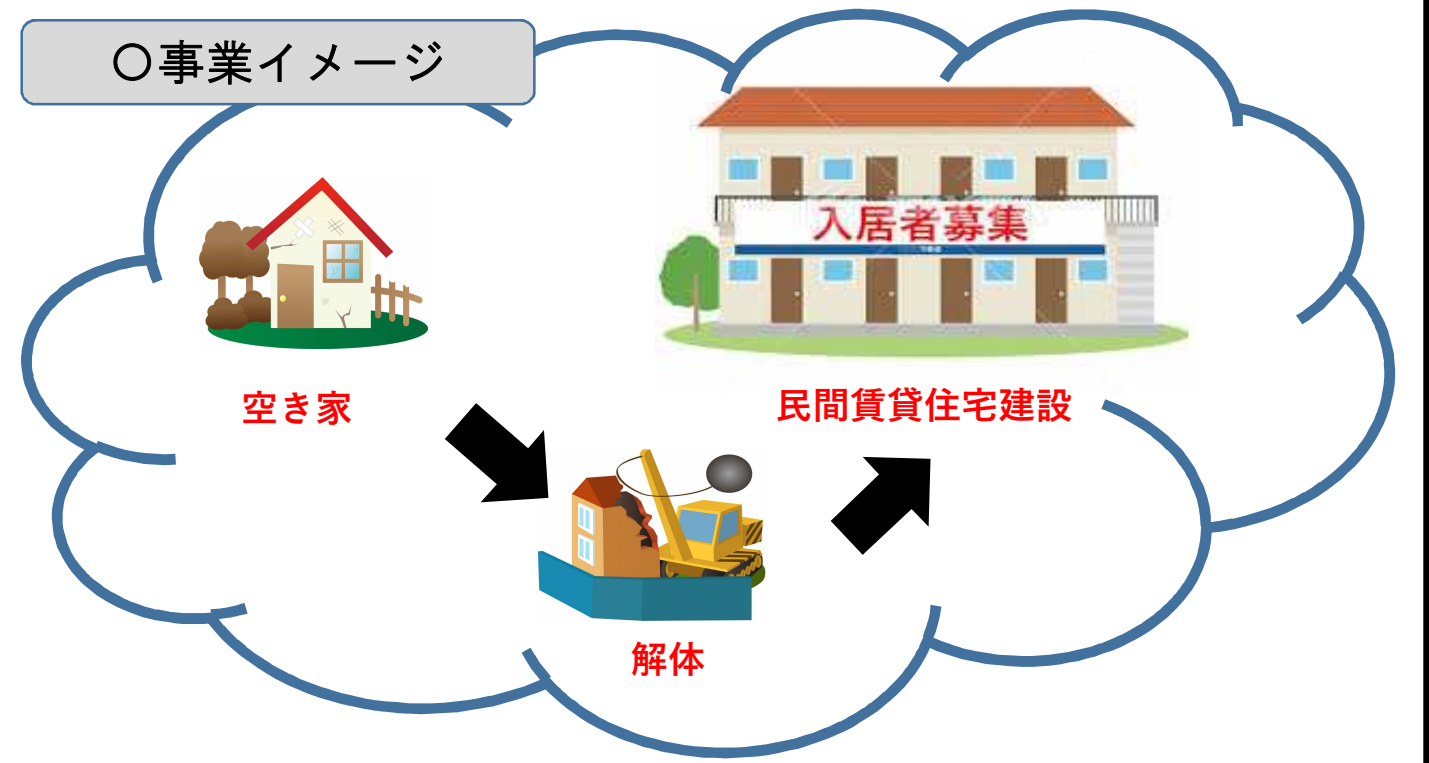 〇事業イメージ
入居者募集
空き家
民間賃貸住宅建設
解体